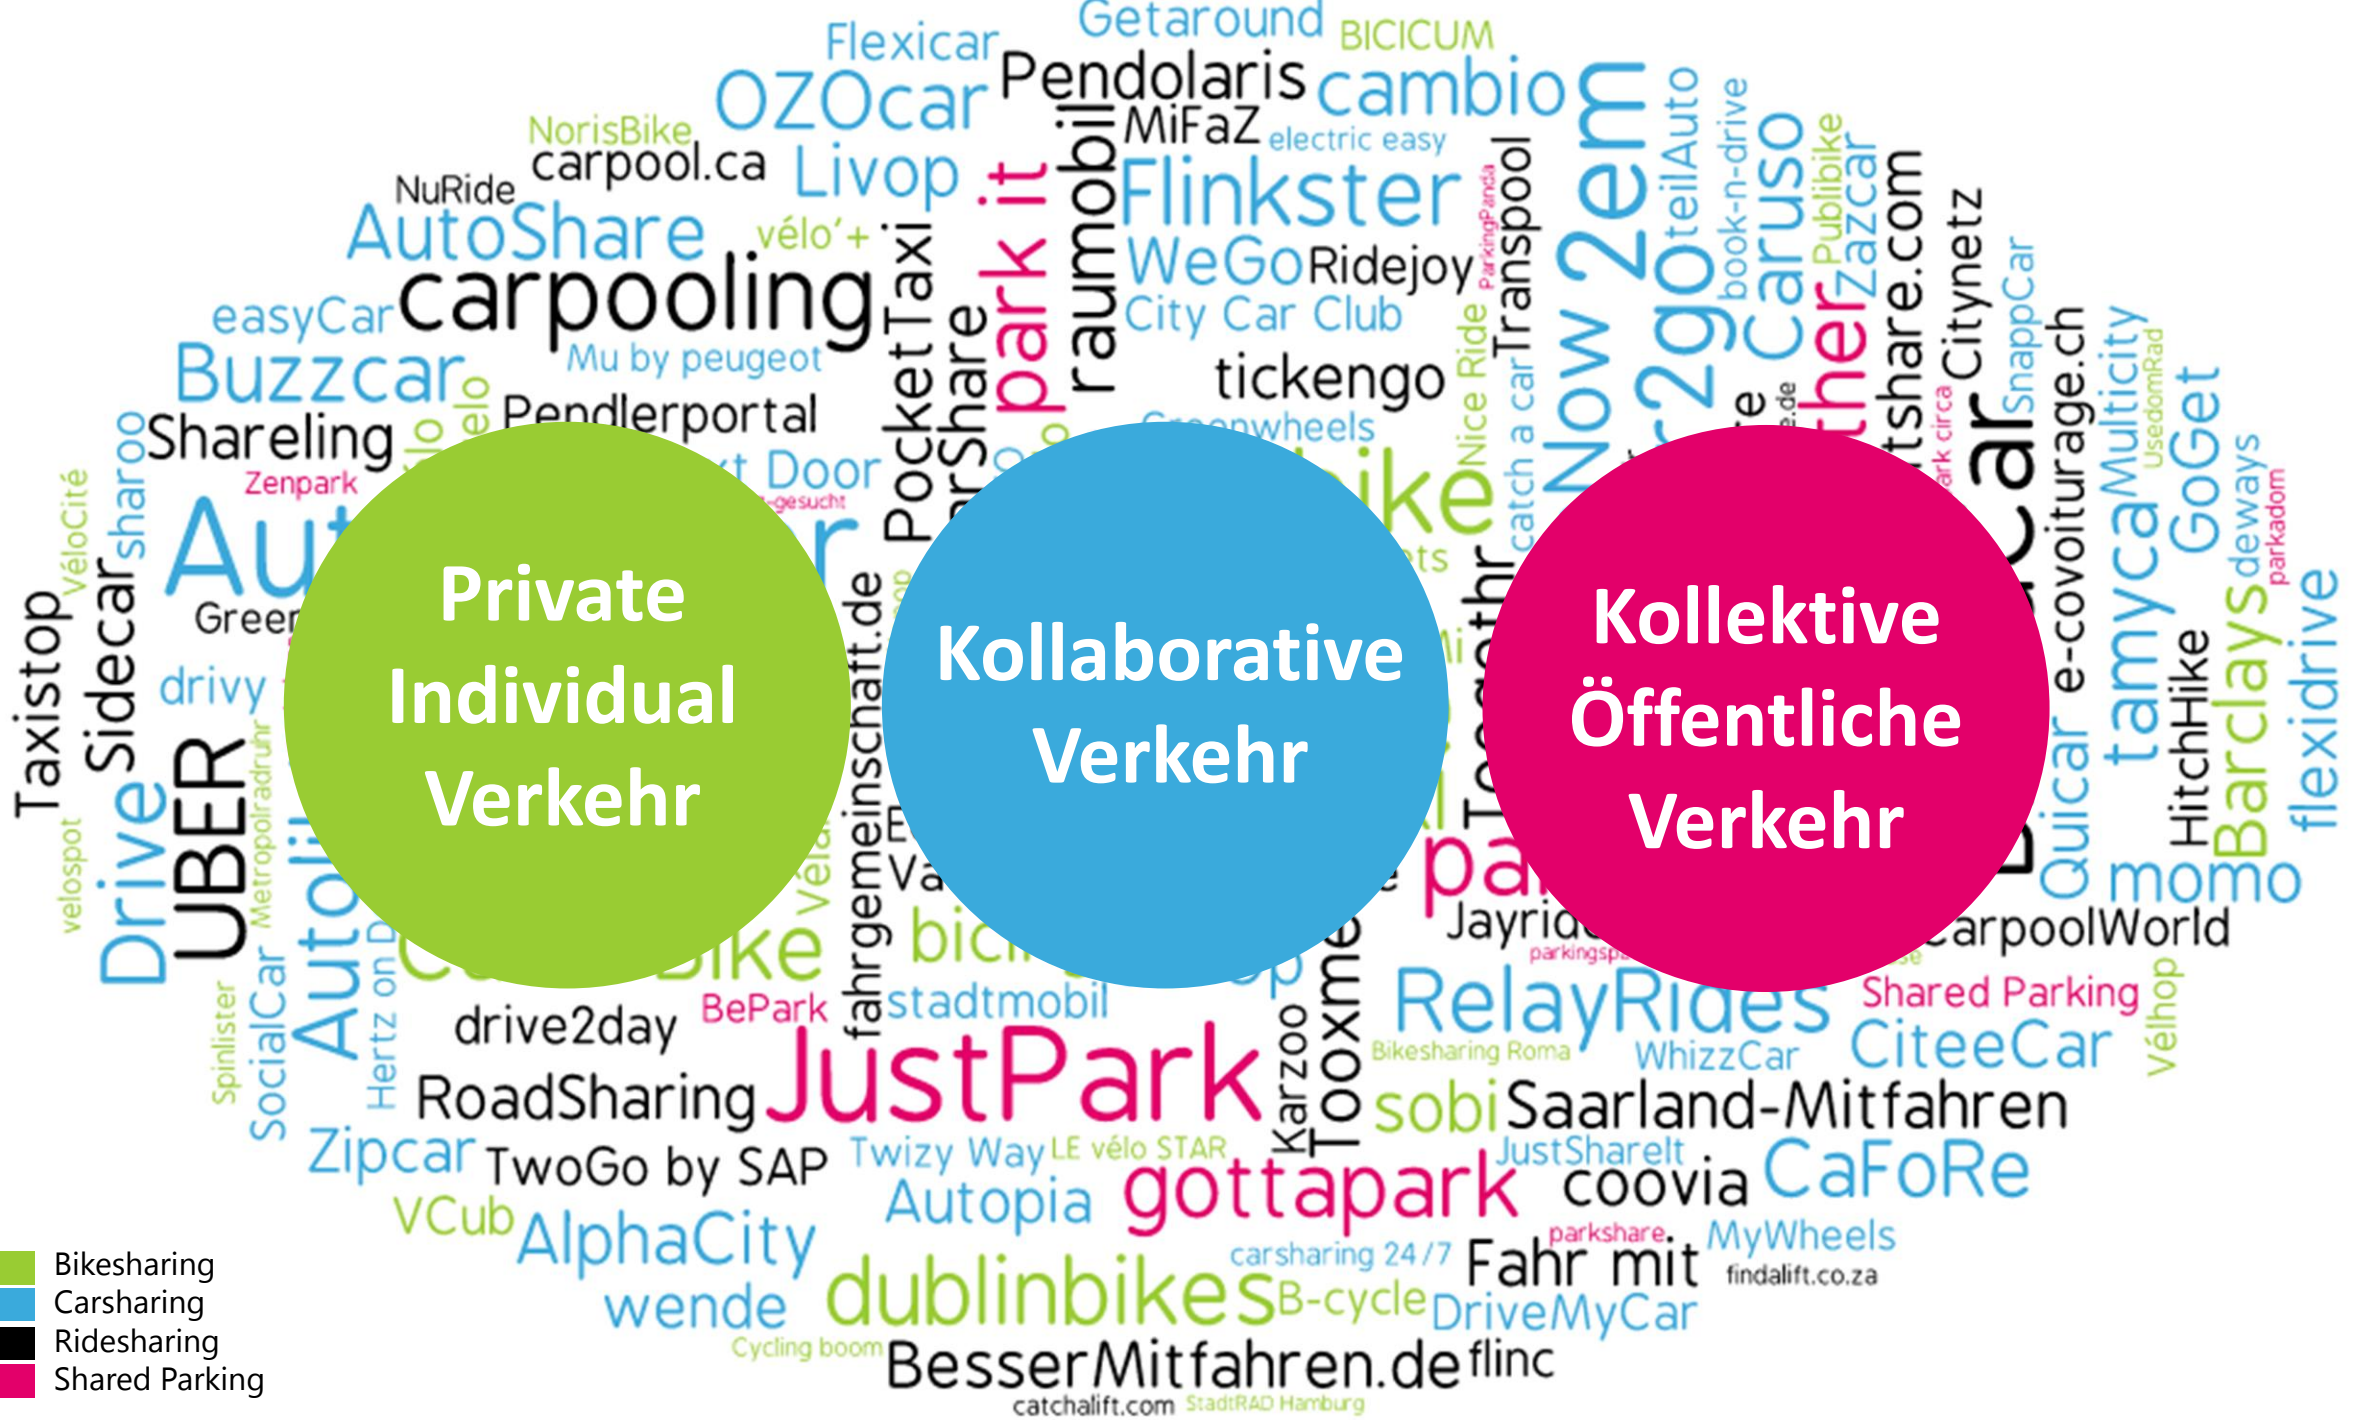 Getaround
BICICUM
Flexicar
Pendolaris
cambio
OZOcar
MiFaZ
electric easy
NorisBike
carpool.ca
Livop
park it
raumobil
Flinkster
ParkingPanda
Transpool
Now 2em
teilAuto
book-n-drive
Caruso
Publibike
zazcar
NuRide
AutoShare
vélo'+
PocketTaxi
WeGo
Ridejoy
Citynetz
SnappCar
carpooling
easyCar
City Car Club
Mu by peugeot
Buzzcar
tickengo
Nice Ride
catch a car
e-covoiturage.ch
Multicity
UsedomRad
GoGet
Pendlerportal
Shareling
sharoo
Greenwheels
Zenpark
Door
VéloCité
deways
parkadom
Private
Individual
Verkehr
Kollaborative
Verkehr
Kollektive
Öffentliche
Verkehr
Taxistop
Sidecar
drivy
UBER
Metropolradruhr
Drive
velospot
fahrgemeinschaft.de
tamyca
HitchHike
Barclays
flexidrive
Quicar
momo
CarpoolWorld
Spinlister
SocialCar
stadtmobil
BePark
drive2day
RelayRides
Shared Parking
Vélhop
JustPark
Karzoo
Tooxme
Bikesharing Roma
WhizzCar
CiteeCar
RoadSharing
sobi
Saarland-Mitfahren
Zipcar
TwoGo by SAP
Twizy Way
LE vélo STAR
JustShareIt
coovia
CaFoRe
VCub
AlphaCity
Autopia
gottapark
parkshare
MyWheels
carsharing 24/7
Fahr mit
findalift.co.za
wende
dublinbikes
B-cycle
DriveMyCar
Cycling boom
BesserMitfahren.de
flinc
catchalift.com
StadtRAD Hamburg
Bikesharing
Carsharing
Ridesharing
Shared Parking